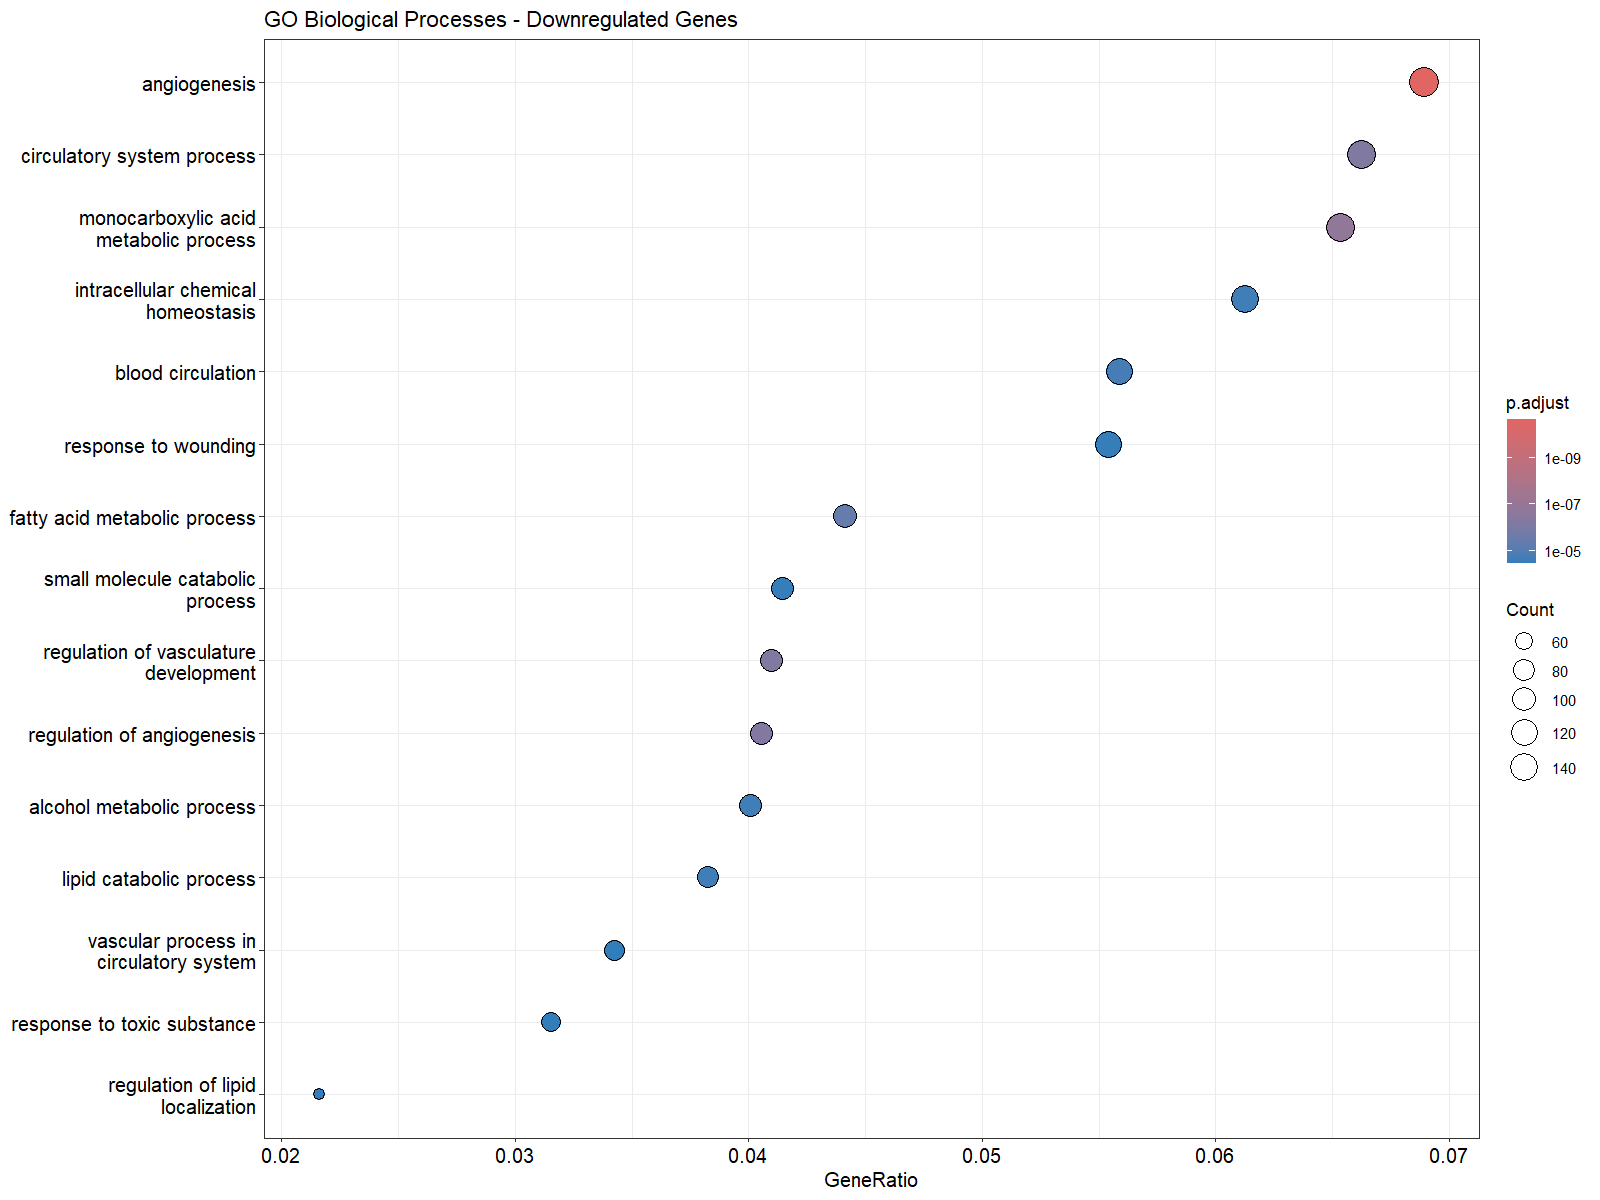 GO Biological Processes - Downregulated Genes
angiogenesis
circulatory system process
monocarboxylic acid
metabolic process
intracellular chemical
homeostasis
blood circulation
response to wounding
fatty acid metabolic process
small molecule catabolic
process
regulation of vasculature
development
regulation of angiogenesis
alcohol metabolic process
lipid catabolic process
vascular process in
circulatory system
response to toxic substance
regulation of lipid
localization
0.02 0.03 0.04 0.05 0.06 0.07
GeneRatio
p.adjust
1e-09
1e-07
1e-05
Count
60
80
100
120
140